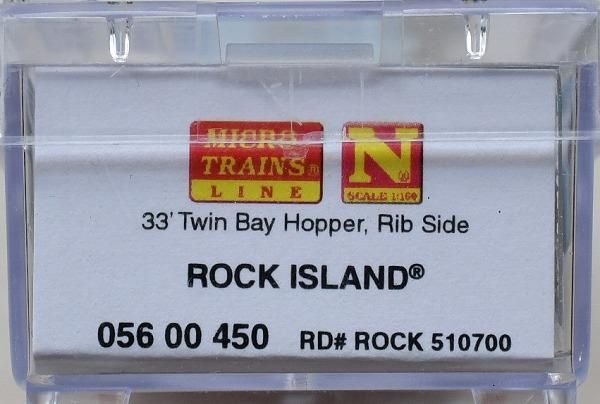 MICRO N
TRAINS®
LINE SCALE 1:160
33' Twin Bay Hopper, Rib Side
ROCK ISLAND®
056 00 450 RD# ROCK 510700